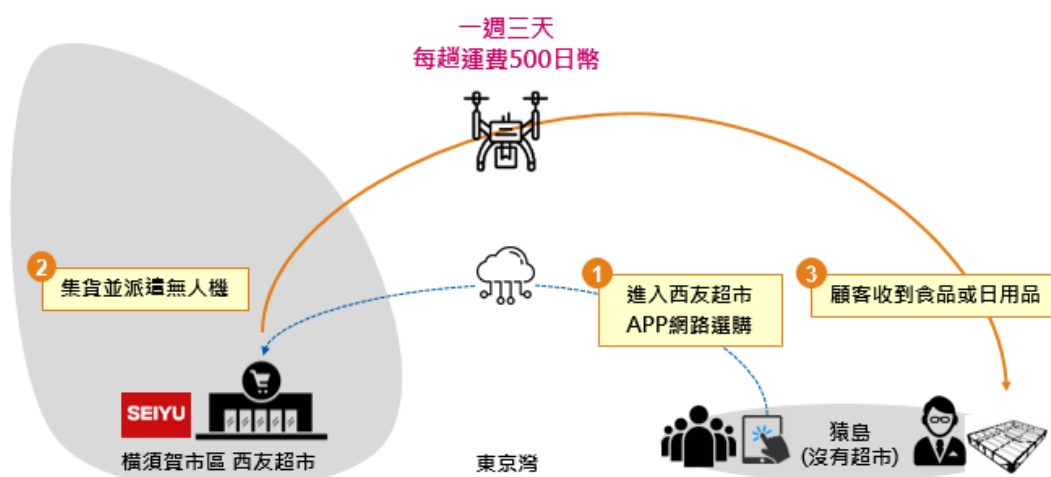 一週三天
每趟運費500日幣
2
集貨並派遣無人機
1
進入西友超市
APP網路選購
3
顧客收到食品或日用品
SEIYU
橫須賀市區 西友超市
東京灣
猿島
(沒有超市)